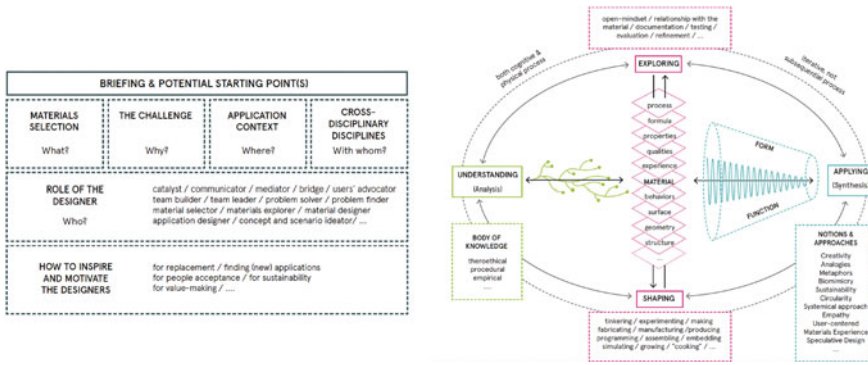 BRIEFING & POTENTIAL STARTING POINT(S)
MATERIALS
SELECTION
What?
THE CHALLENGE
Why?
APPLICATION
CONTEXT
Where?
CROSS-
DISCIPLINARY
DISCIPLINES
With whom?
ROLE OF THE
DESIGNER
Who?
catalyst / communicator / mediator / bridge / users' advocator
team builder / team leader / problem solver / problem finder
material selector / materials explorer / material designer
application designer / concept and scenario ideator/ ...
HOW TO INSPIRE
AND MOTIVATE
THE DESIGNERS
for replacement / finding (new) applications
for people acceptance / for sustainability
for value-making / ....
open-mindset / relationship with the
material / documentation / testing /
evaluation / refinement / ...
both cognitive &
physical process
EXPLORING
iterative, not
subsequential process
process
formula
properties
qualities
experience
MATERIAL
behaviors
surface
geometry
structure
...
UNDERSTANDING
(Analysis)
FORM
FUNCTION
APPLYING
(Synthesis)
BODY OF
KNOWLEDGE
theroethical
procedural
empirical
....
NOTIONS &
APPROACHES
Creativity
Analogies
Metaphors
Biomimicry
Sustainability
Circularity
Systemical approach
Empathy
User-centered
Materials Experience
Speculative Design
...
SHAPING
tinkering / experimenting / making
fabricating / manufacturing /producing
programming / assembling / embedding
simulating / growing / "cooking" / ...